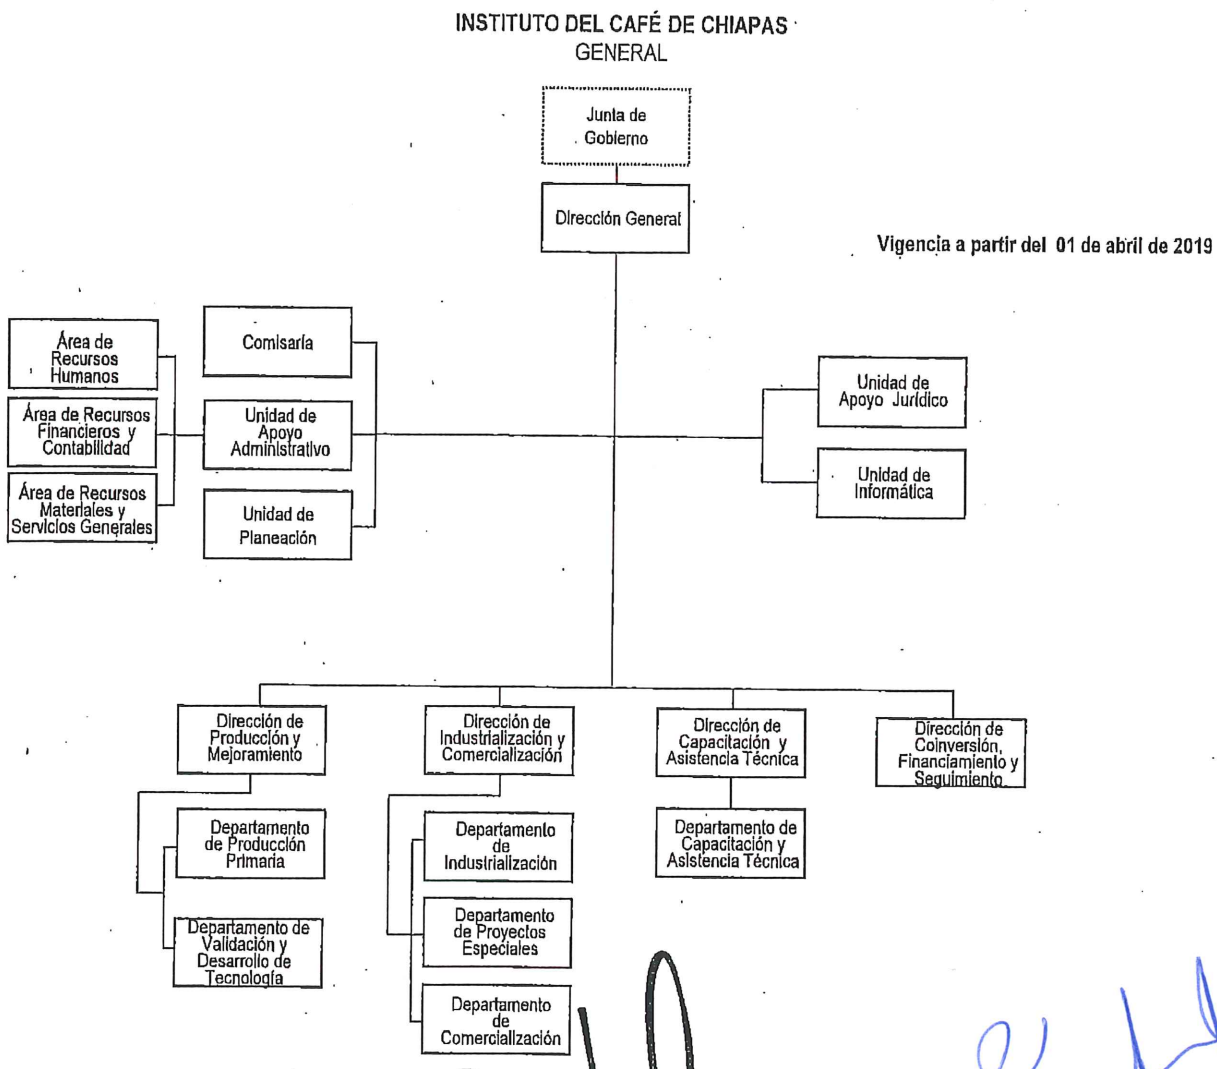 INSTITUTO DEL CAFÉ DE CHIAPAS
GENERAL
Junta de
Gobierno
Dirección General
Vigencia a partir del 01 de abril de 2019
Área de
Recursos
Humanos
Comisaría
Unidad de
Apoyo Jurídico
Área de Recursos
Financieros y
Contabilidad
Unidad de
Apoyo
Administrativo
Unidad de
Informática
Área de Recursos
Materiales y
Servicios Generales
Unidad de
Planeación
Dirección de
Producción y
Mejoramiento
Dirección de
Industrialización y
Comercialización
Dirección de
Capacitación y
Asistencia Técnica
Dirección de
Coinversión,
Financiamiento y
Seguimiento
Departamento
de Producción
Primaria
Departamento
de
Industrialización
Departamento de
Capacitación y
Asistencia Técnica
Departamento de
Validación y
Desarrollo de
Tecnología
Departamento
de Proyectos
Especiales
Departamento
de
Comercialización